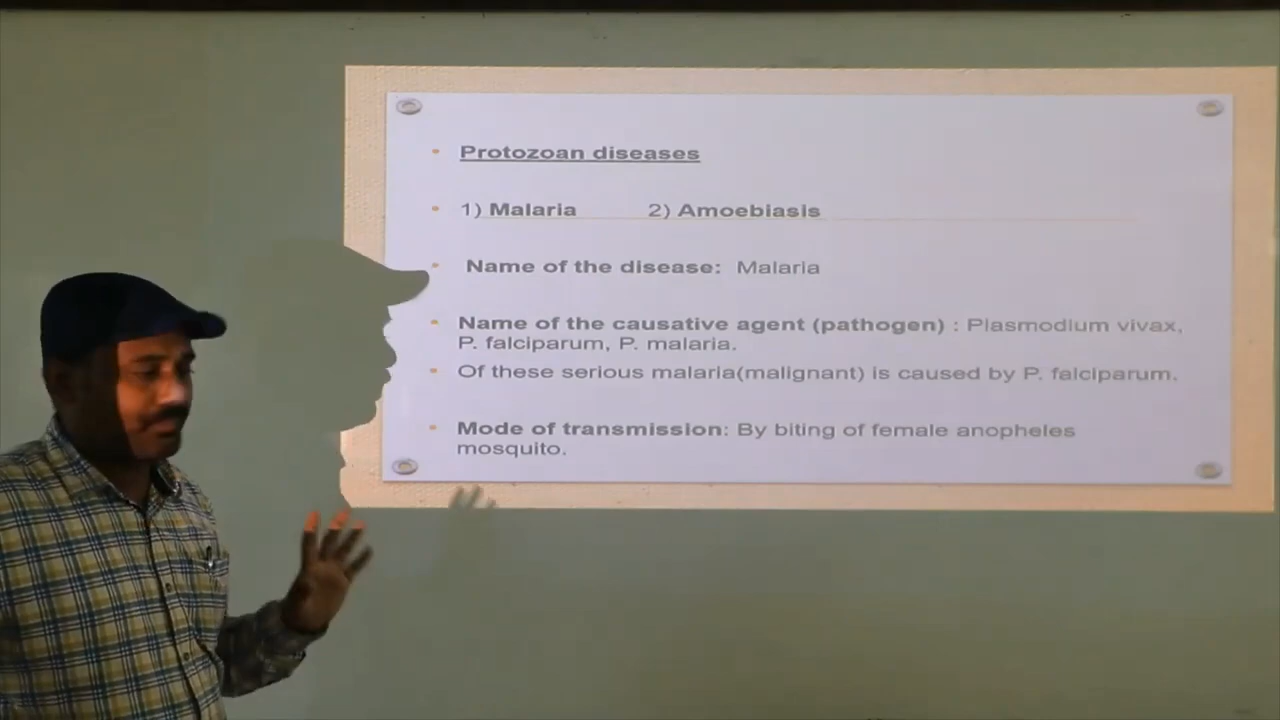 Protozoan diseases
1) Malaria 2) Amoebiasis
Name of the disease: Malaria
Name of the causative agent (pathogen) : Plasmodium vivax,
P. falciparum, P. malaria.
Of these serious malaria(malignant) is caused by P. falciparum.
Mode of transmission: By biting of female anopheles
mosquito.